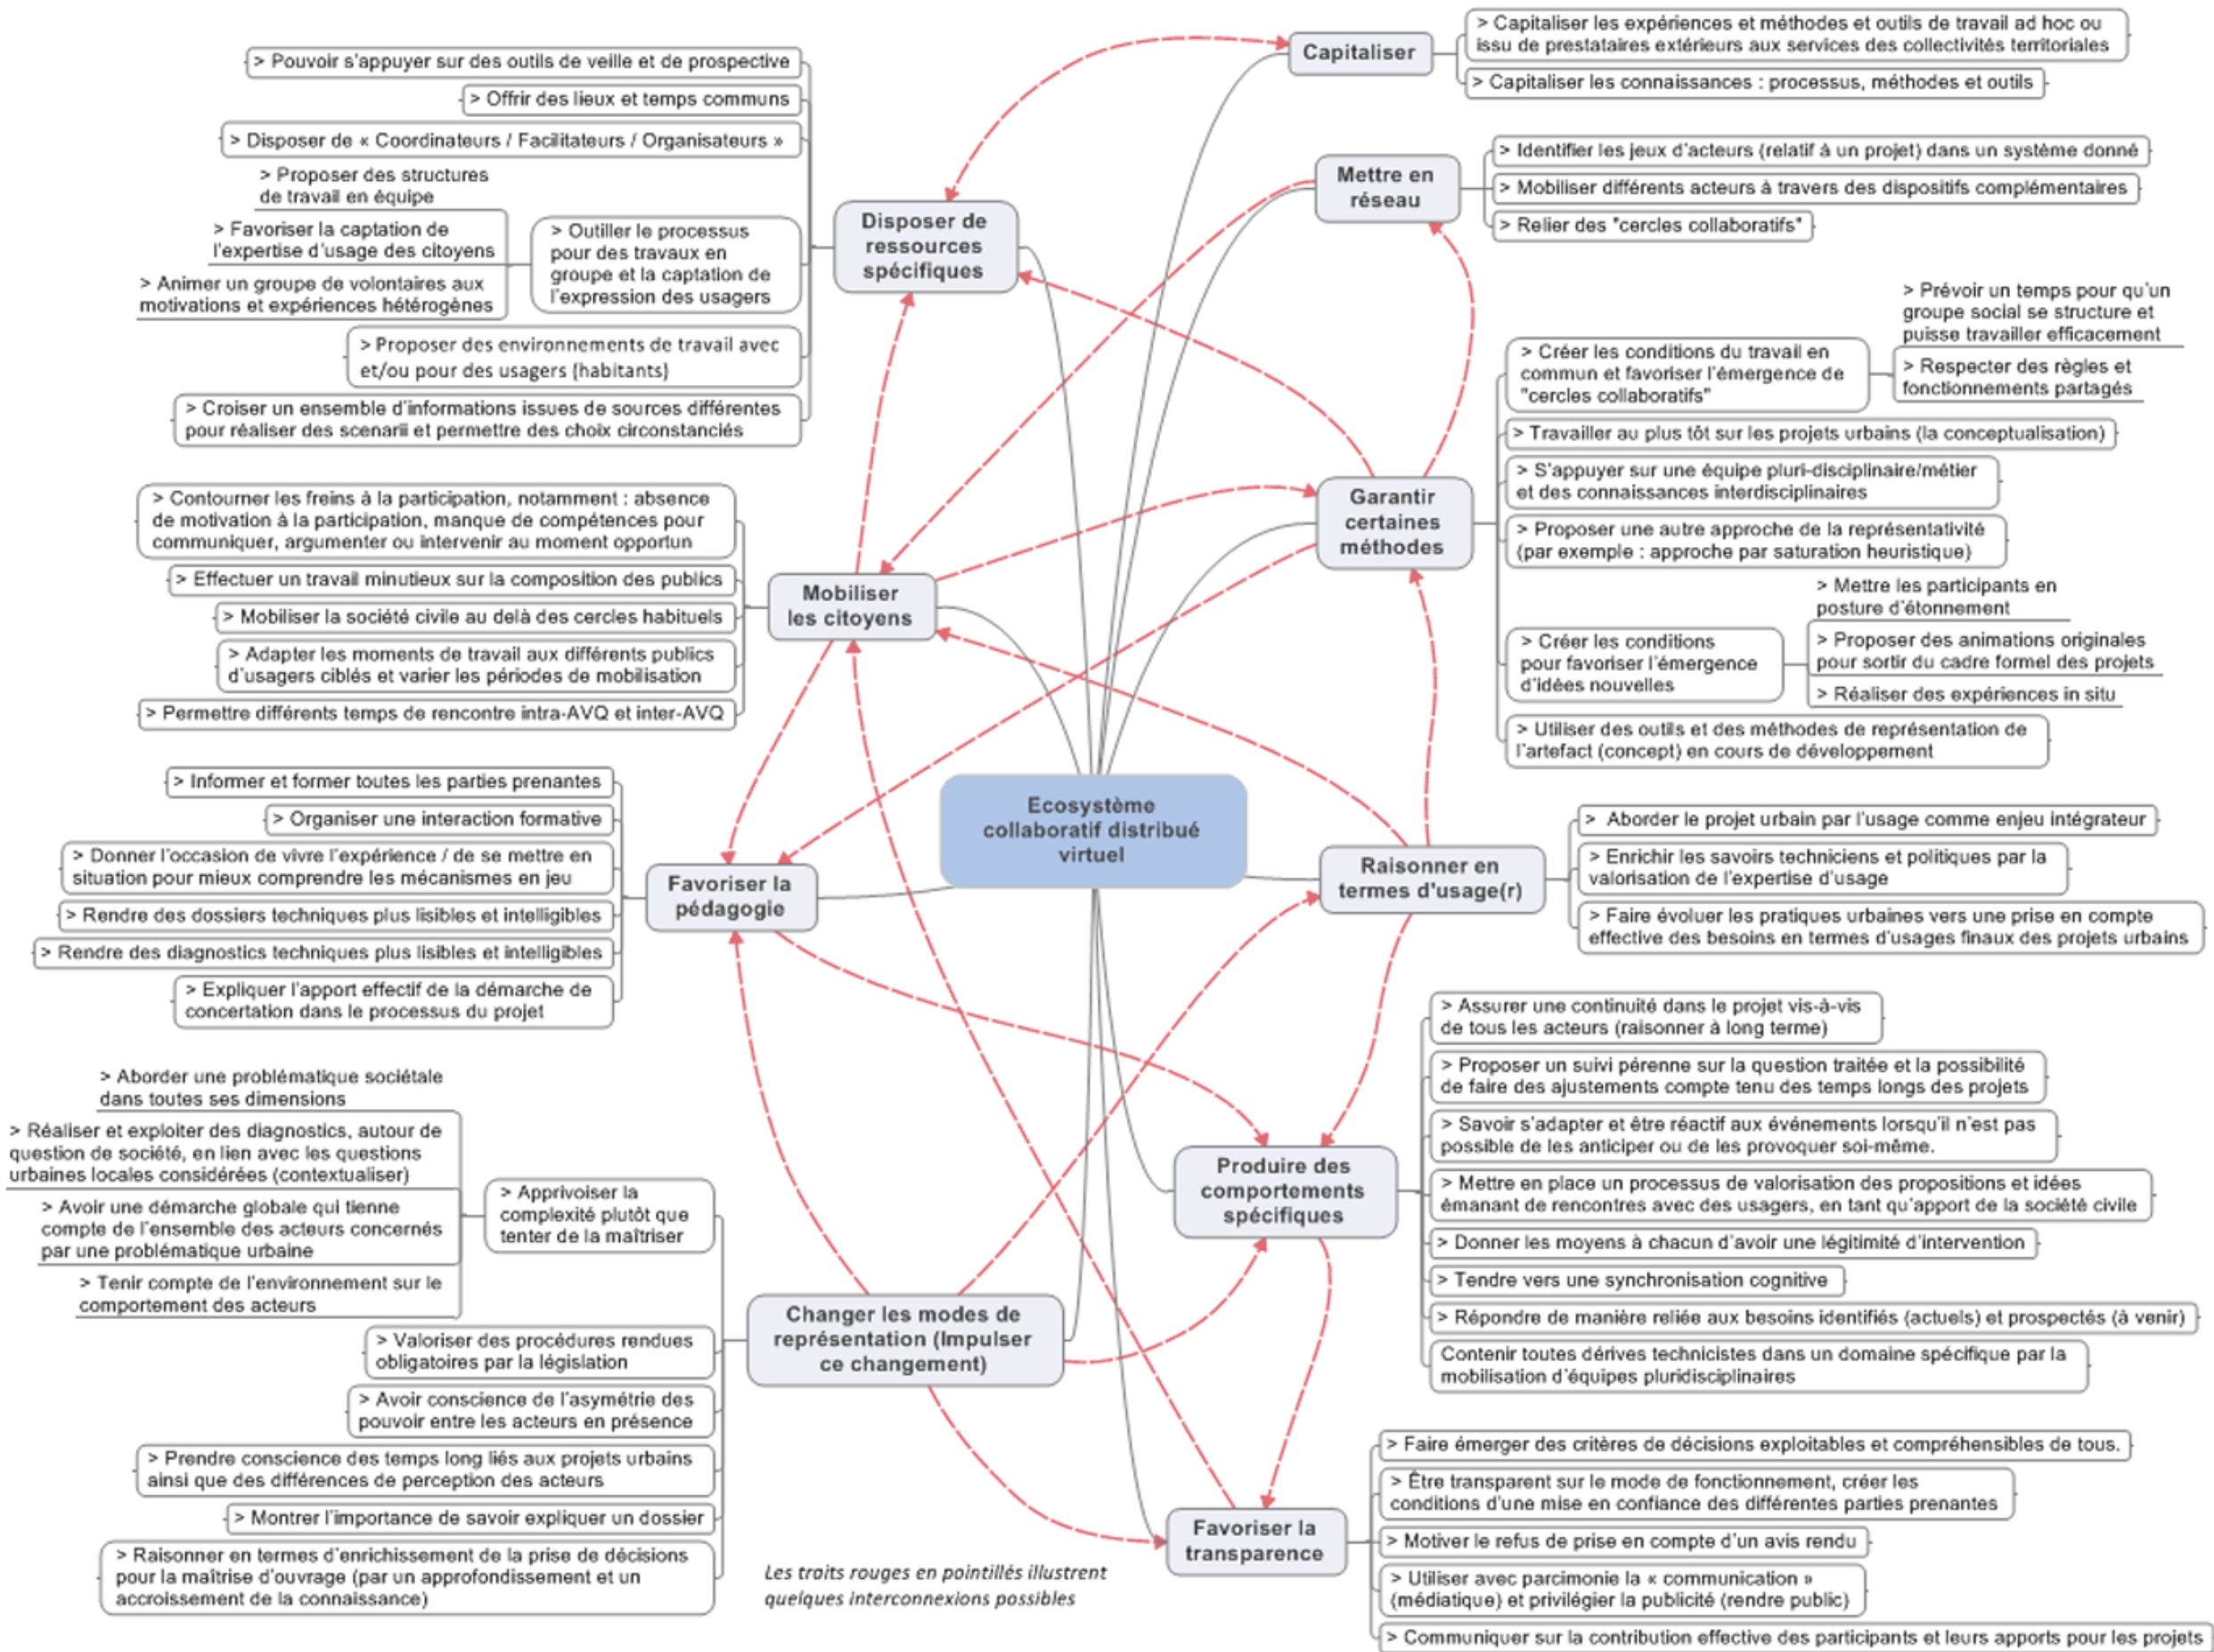 Ecosystème
collaboratif distribué
virtuel
Capitaliser
> Capitaliser les expériences et méthodes et outils de travail ad hoc ou
issu de prestataires extérieurs aux services des collectivités territoriales
> Capitaliser les connaissances : processus, méthodes et outils
Mettre en
réseau
> Identifier les jeux d'acteurs (relatif à un projet) dans un système donné
> Mobiliser différents acteurs à travers des dispositifs complémentaires
> Relier des "cercles collaboratifs"
Garantir
certaines
méthodes
> Créer les conditions du travail en
commun et favoriser l'émergence de
"cercles collaboratifs"
> Prévoir un temps pour qu'un
groupe social se structure et
puisse travailler efficacement
> Respecter des règles et
fonctionnements partagés
> Travailler au plus tôt sur les projets urbains (la conceptualisation)
> S'appuyer sur une équipe pluri-disciplinaire/métier
et des connaissances interdisciplinaires
> Proposer une autre approche de la représentativité
(par exemple : approche par saturation heuristique)
> Créer les conditions
pour favoriser l'émergence
d'idées nouvelles
> Mettre les participants en
posture d'étonnement
> Proposer des animations originales
pour sortir du cadre formel des projets
> Réaliser des expériences in situ
> Utiliser des outils et des méthodes de représentation de
l'artefact (concept) en cours de développement
Raisonner en
termes d'usage(r)
> Aborder le projet urbain par l'usage comme enjeu intégrateur
> Enrichir les savoirs techniciens et politiques par la
valorisation de l'expertise d'usage
> Faire évoluer les pratiques urbaines vers une prise en compte
effective des besoins en termes d'usages finaux des projets urbains
Produire des
comportements
spécifiques
> Assurer une continuité dans le projet vis-à-vis
de tous les acteurs (raisonner à long terme)
> Proposer un suivi pérenne sur la question traitée et la possibilité
de faire des ajustements compte tenu des temps longs des projets
> Savoir s'adapter et être réactif aux événements lorsqu'il n'est pas
possible de les anticiper ou de les provoquer soi-même.
> Mettre en place un processus de valorisation des propositions et idées
émanant de rencontres avec des usagers, en tant qu'apport de la société civile
> Donner les moyens à chacun d'avoir une légitimité d'intervention
> Tendre vers une synchronisation cognitive
> Répondre de manière reliée aux besoins identifiés (actuels) et prospectés (à venir)
Contenir toutes dérives technicistes dans un domaine spécifique par la
mobilisation d'équipes pluridisciplinaires
Favoriser la
transparence
> Faire émerger des critères de décisions exploitables et compréhensibles de tous.
> Être transparent sur le mode de fonctionnement, créer les
conditions d'une mise en confiance des différentes parties prenantes
> Motiver le refus de prise en compte d'un avis rendu
> Utiliser avec parcimonie la « communication »
(médiatique) et privilégier la publicité (rendre public)
> Communiquer sur la contribution effective des participants et leurs apports pour les projets
Disposer de
ressources
spécifiques
> Pouvoir s'appuyer sur des outils de veille et de prospective
> Offrir des lieux et temps communs
> Disposer de « Coordinateurs / Facilitateurs / Organisateurs »
> Outiller le processus
pour des travaux en
groupe et la captation de
l'expression des usagers
> Proposer des structures
de travail en équipe
> Favoriser la captation de
l'expertise d'usage des citoyens
> Animer un groupe de volontaires aux
motivations et expériences hétérogènes
> Proposer des environnements de travail avec
et/ou pour des usagers (habitants)
> Croiser un ensemble d'informations issues de sources différentes
pour réaliser des scenarii et permettre des choix circonstanciés
Mobiliser
les citoyens
> Contourner les freins à la participation, notamment : absence
de motivation à la participation, manque de compétences pour
communiquer, argumenter ou intervenir au moment opportun
> Effectuer un travail minutieux sur la composition des publics
> Mobiliser la société civile au delà des cercles habituels
> Adapter les moments de travail aux différents publics
d'usagers ciblés et varier les périodes de mobilisation
> Permettre différents temps de rencontre intra-AVQ et inter-AVQ
Favoriser la
pédagogie
> Informer et former toutes les parties prenantes
> Organiser une interaction formative
> Donner l'occasion de vivre l'expérience / de se mettre en
situation pour mieux comprendre les mécanismes en jeu
> Rendre des dossiers techniques plus lisibles et intelligibles
> Rendre des diagnostics techniques plus lisibles et intelligibles
> Expliquer l'apport effectif de la démarche de
concertation dans le processus du projet
Changer les modes de
représentation (Impulser
ce changement)
> Apprivoiser la
complexité plutôt que
tenter de la maîtriser
> Aborder une problématique sociétale
dans toutes ses dimensions
> Réaliser et exploiter des diagnostics, autour de
question de société, en lien avec les questions
urbaines locales considérées (contextualiser)
> Avoir une démarche globale qui tienne
compte de l'ensemble des acteurs concernés
par une problématique urbaine
> Tenir compte de l'environnement sur le
comportement des acteurs
> Valoriser des procédures rendues
obligatoires par la législation
> Avoir conscience de l'asymétrie des
pouvoir entre les acteurs en présence
> Prendre conscience des temps long liés aux projets urbains
ainsi que des différences de perception des acteurs
> Montrer l'importance de savoir expliquer un dossier
> Raisonner en termes d'enrichissement de la prise de décisions
pour la maîtrise d'ouvrage (par un approfondissement et un
accroissement de la connaissance)
Les traits rouges en pointillés illustrent
quelques interconnexions possibles